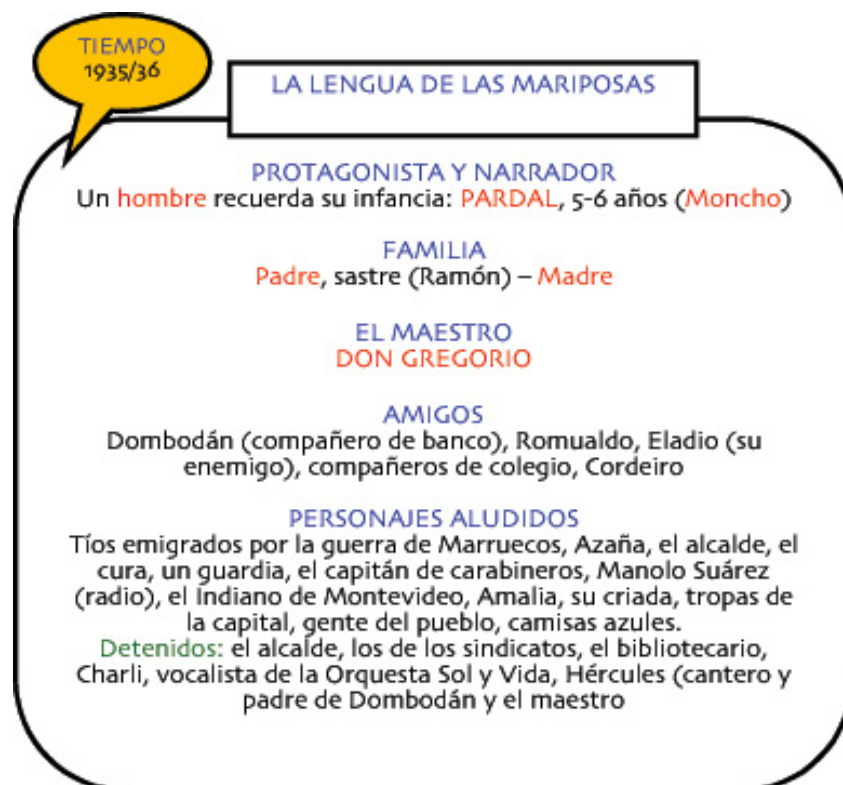 TIEMPO
1935/36
LA LENGUA DE LAS MARIPOSAS
PROTAGONISTA Y NARRADOR
Un hombre recuerda su infancia: PARDAL, 5-6 años (Moncho)
FAMILIA
Padre, sastre (Ramón) – Madre
EL MAESTRO
DON GREGORIO
AMIGOS
Dombodán (compañero de banco), Romualdo, Eladio (su
enemigo), compañeros de colegio, Cordeiro
PERSONAJES ALUDIDOS
Tíos emigrados por la guerra de Marruecos, Azaña, el alcalde, el
cura, un guardia, el capitán de carabineros, Manolo Suárez
(radio), el Indiano de Montevideo, Amalia, su criada, tropas de
la capital, gente del pueblo, camisas azules.
Detenidos: el alcalde, los de los sindicatos, el bibliotecario,
Charli, vocalista de la Orquesta Sol y Vida, Hércules (cantero y
padre de Dombodán y el maestro